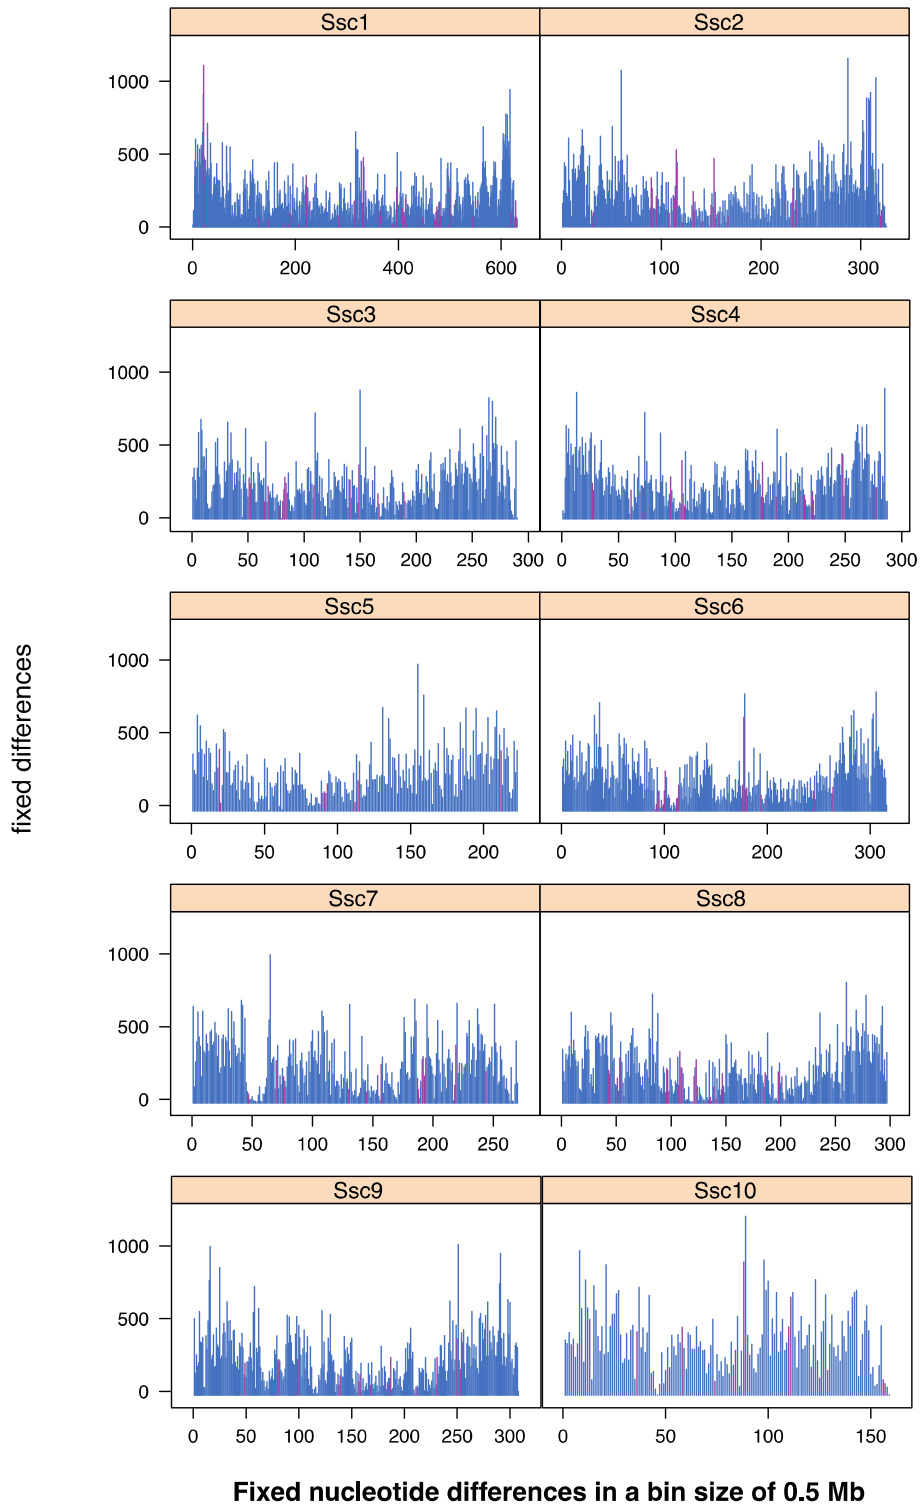 Ssc1 Ssc2
1000
500
0
0 200 400 600 0 100 200 300
Ssc3 Ssc4
1000
500
0
0 50 100 150 200 250 300 0 50 100 150 200 250 300
Ssc5 Ssc6
1000
500
0
0 50 100 150 200 0 100 200 300
fixed differences
Ssc7 Ssc8
1000
500
0
0 50 100 150 200 250 0 50 100 150 200 250 300
Ssc9 Ssc10
1000
500
0
0 50 100 150 200 250 300 0 50 100 150
Fixed nucleotide differences in a bin size of 0.5 Mb